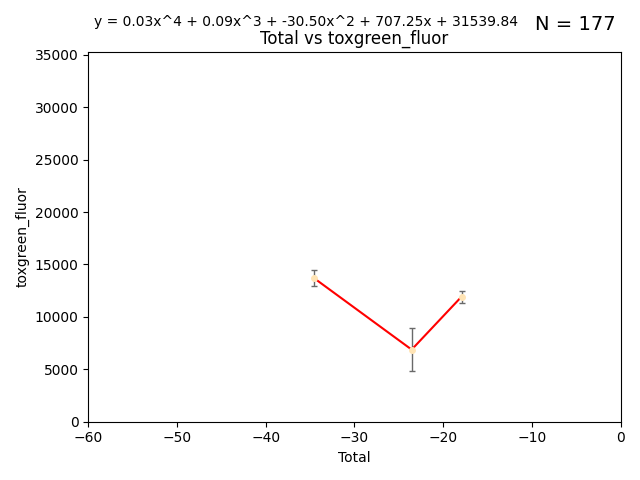 y = 0.03x^4 + 0.09x^3 + -30.50x^2 + 707.25x + 31539.84
N = 177
Total vs toxgreen_fluor
35000
30000
25000
20000
15000
10000
5000
0
toxgreen_fluor
−60 −50 −40 −30 −20 −10 0
Total